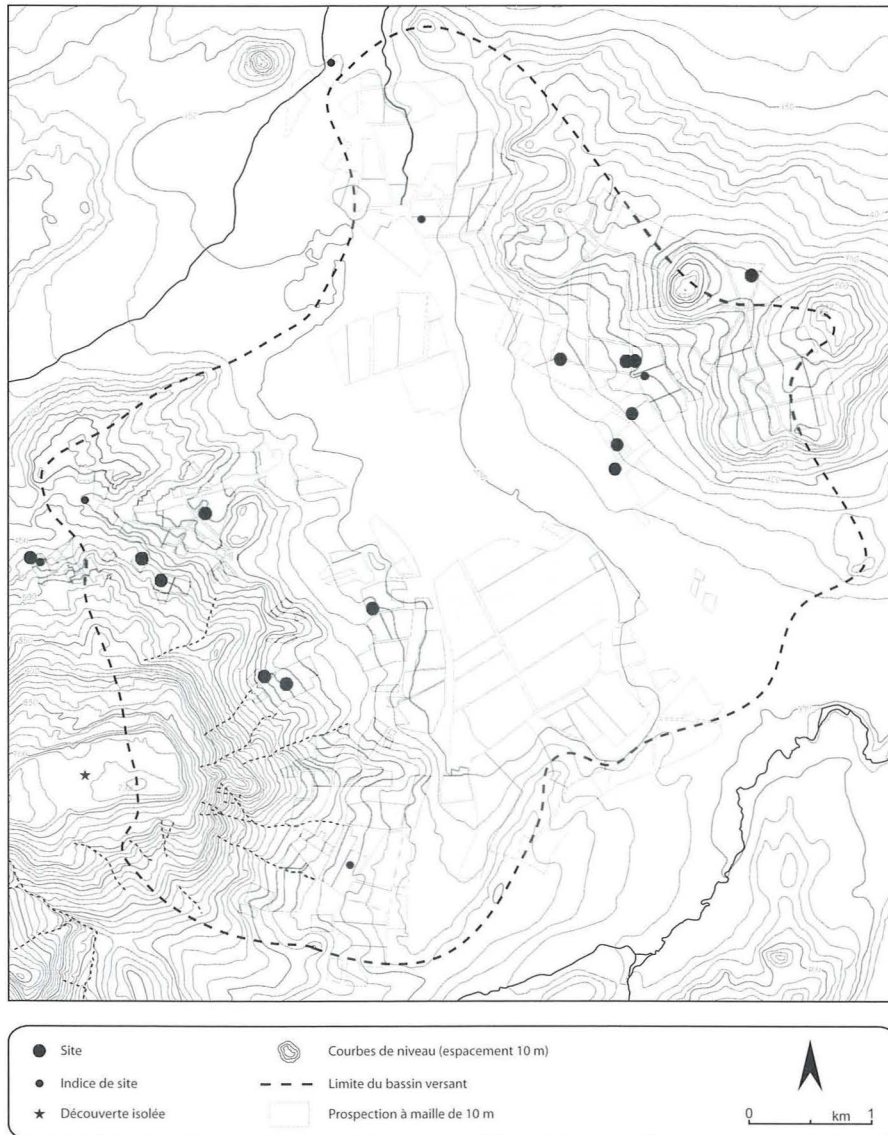 Site
Indice de site
Découverte isolée
Courbes de niveau (espacement 10 m)
Limite du bassin versant
Prospection à maille de 10 m
0 km 1